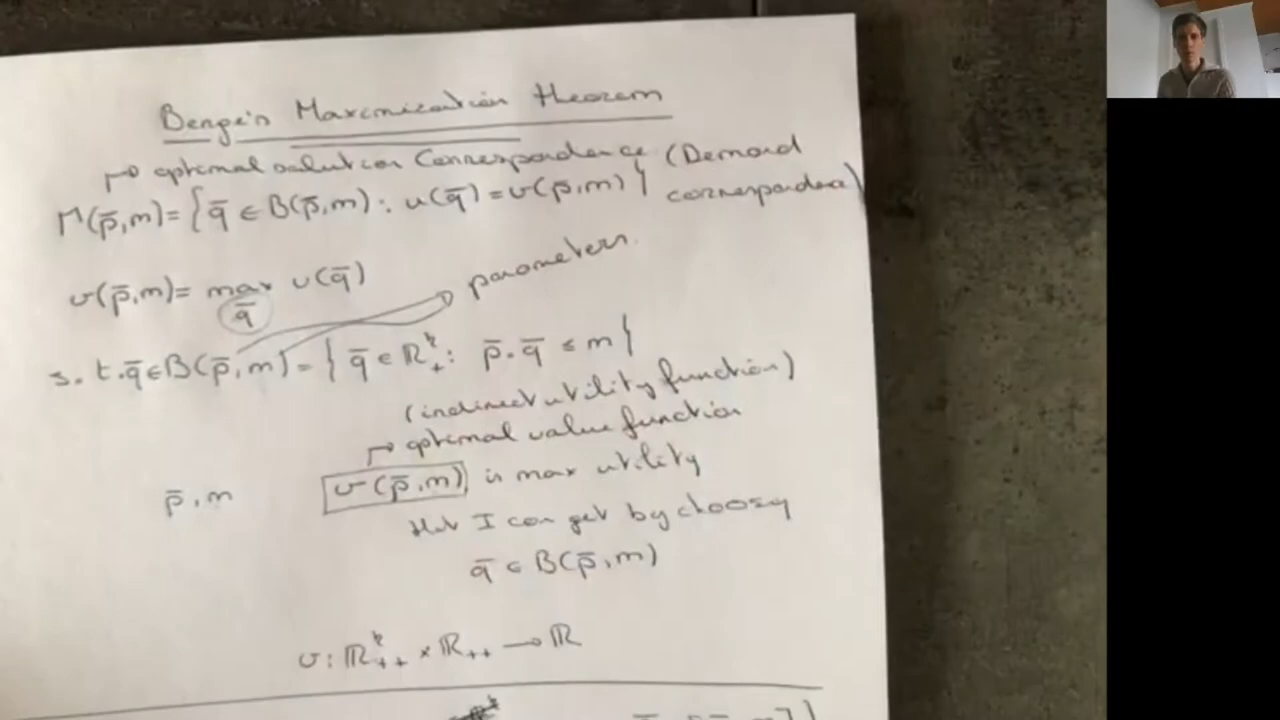 Berge's Maximization theorem
→ optimal solution Correspondence (Demand correspondence)
Γ(p̄,m)={q̄ ∈ B(p̄,m): u(q̄)=v(p̄,m)}
v(p̄,m)= max u(q̄)
q̄
parameters.
s.t. q̄∈B(p̄,m)={ q̄ ∈ ℝᵏ₊: p̄.q̄ ≤ m}
(indirect utility function)
→ optimal value function
p̄,m v(p̄,m) is max utility
that I can get by choosing
q̄ ∈ B(p̄,m)
v: ℝᵏ₊₊ × ℝ₊₊ → ℝ